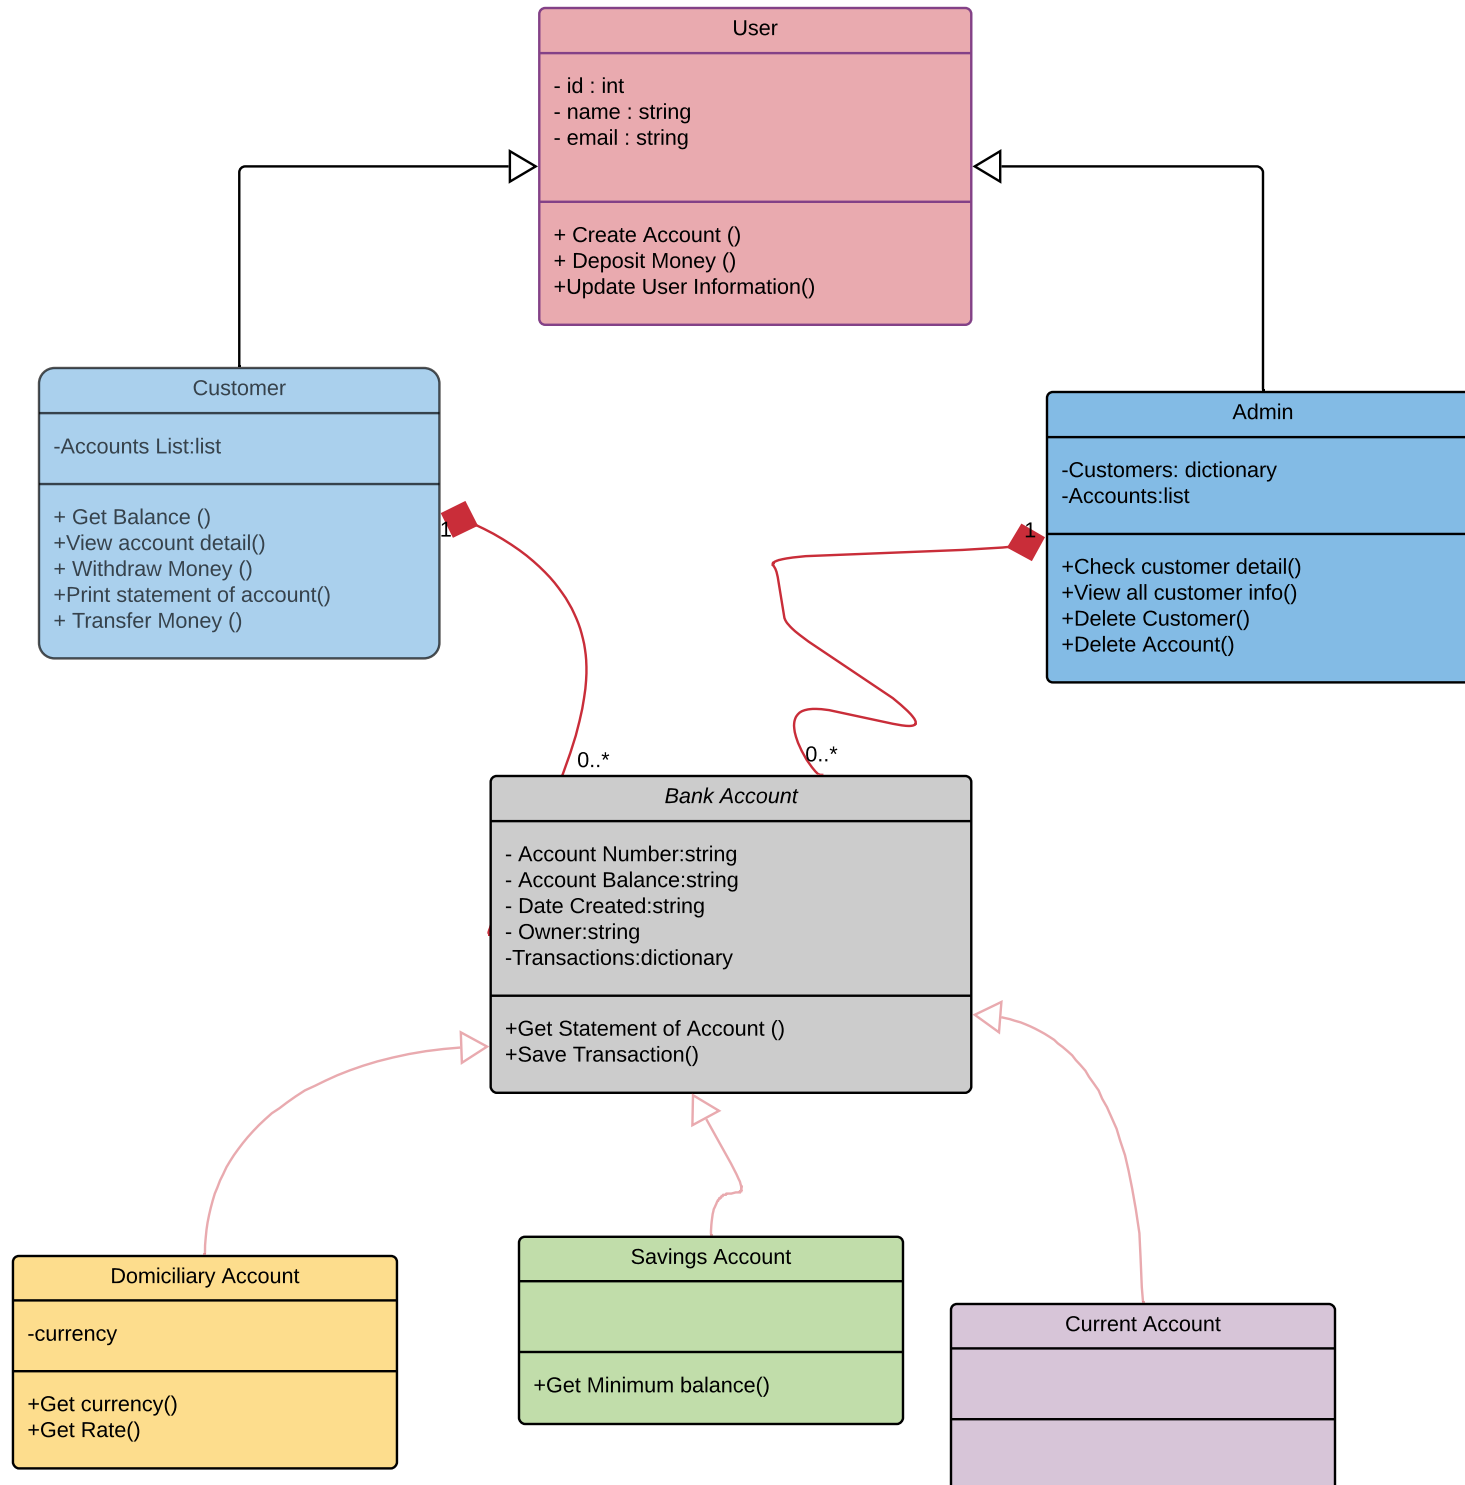 User
- id : int
- name : string
- email : string
+ Create Account ()
+ Deposit Money ()
+Update User Information()
Customer
-Accounts List:list
+ Get Balance ()
+View account detail()
+ Withdraw Money ()
+Print statement of account()
+ Transfer Money ()
1
Admin
-Customers: dictionary
-Accounts:list
+Check customer detail()
+View all customer info()
+Delete Customer()
+Delete Account()
1
0..*
0..*
Bank Account
- Account Number:string
- Account Balance:string
- Date Created:string
- Owner:string
-Transactions:dictionary
+Get Statement of Account ()
+Save Transaction()
Domiciliary Account
-currency
+Get currency()
+Get Rate()
Savings Account
+Get Minimum balance()
Current Account